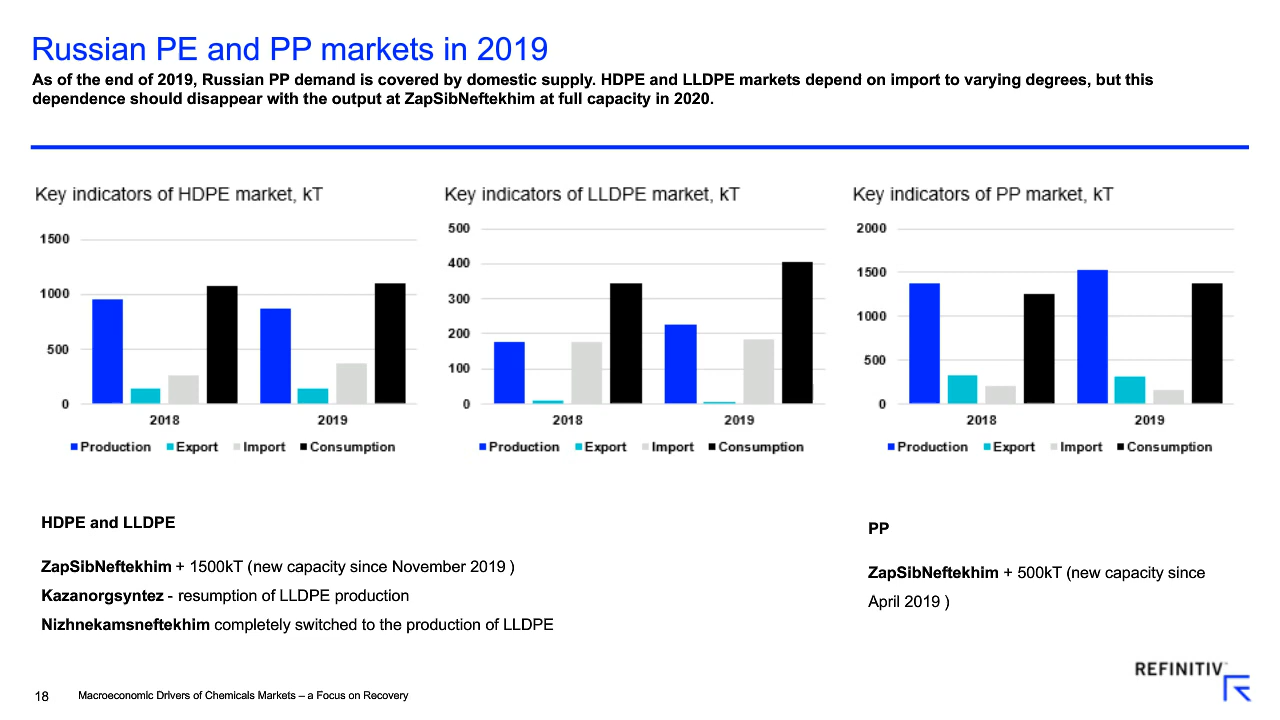 Russian PE and PP markets in 2019
As of the end of 2019, Russian PP demand is covered by domestic supply. HDPE and LLDPE markets depend on import to varying degrees, but this
dependence should disappear with the output at ZapSibNeftekhim at full capacity in 2020.
Key indicators of HDPE market, kT
1500
1000
500
0
2018 2019
Production Export Import Consumption
Key indicators of LLDPE market, kT
500
400
300
200
100
0
2018 2019
Production Export Import Consumption
Key indicators of PP market, kT
2000
1500
1000
500
0
2018 2019
Production Export Import Consumption
HDPE and LLDPE
ZapSibNeftekhim + 1500kT (new capacity since November 2019 )
Kazanorgsyntez - resumption of LLDPE production
Nizhnekamsneftekhim completely switched to the production of LLDPE
PP
ZapSibNeftekhim + 500kT (new capacity since
April 2019 )
REFINITIV
18 Macroeconomic Drivers of Chemicals Markets – a Focus on Recovery